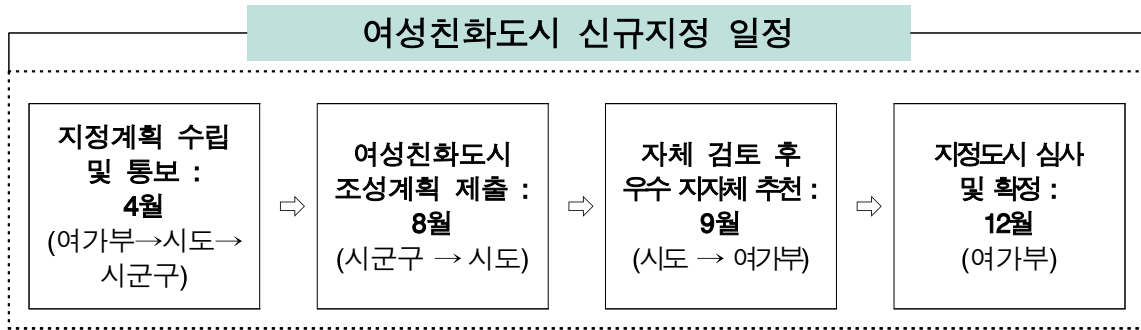 여성친화도시 신규지정 일정
지정계획 수립
및 통보 :
4월
(여가부→시도→
시군구)
⇨
여성친화도시
조성계획 제출 :
8월
(시군구 → 시도)
⇨
자체 검토 후
우수 지자체 추천 :
9월
(시도 → 여가부)
⇨
지정도시 심사
및 확정 :
12월
(여가부)